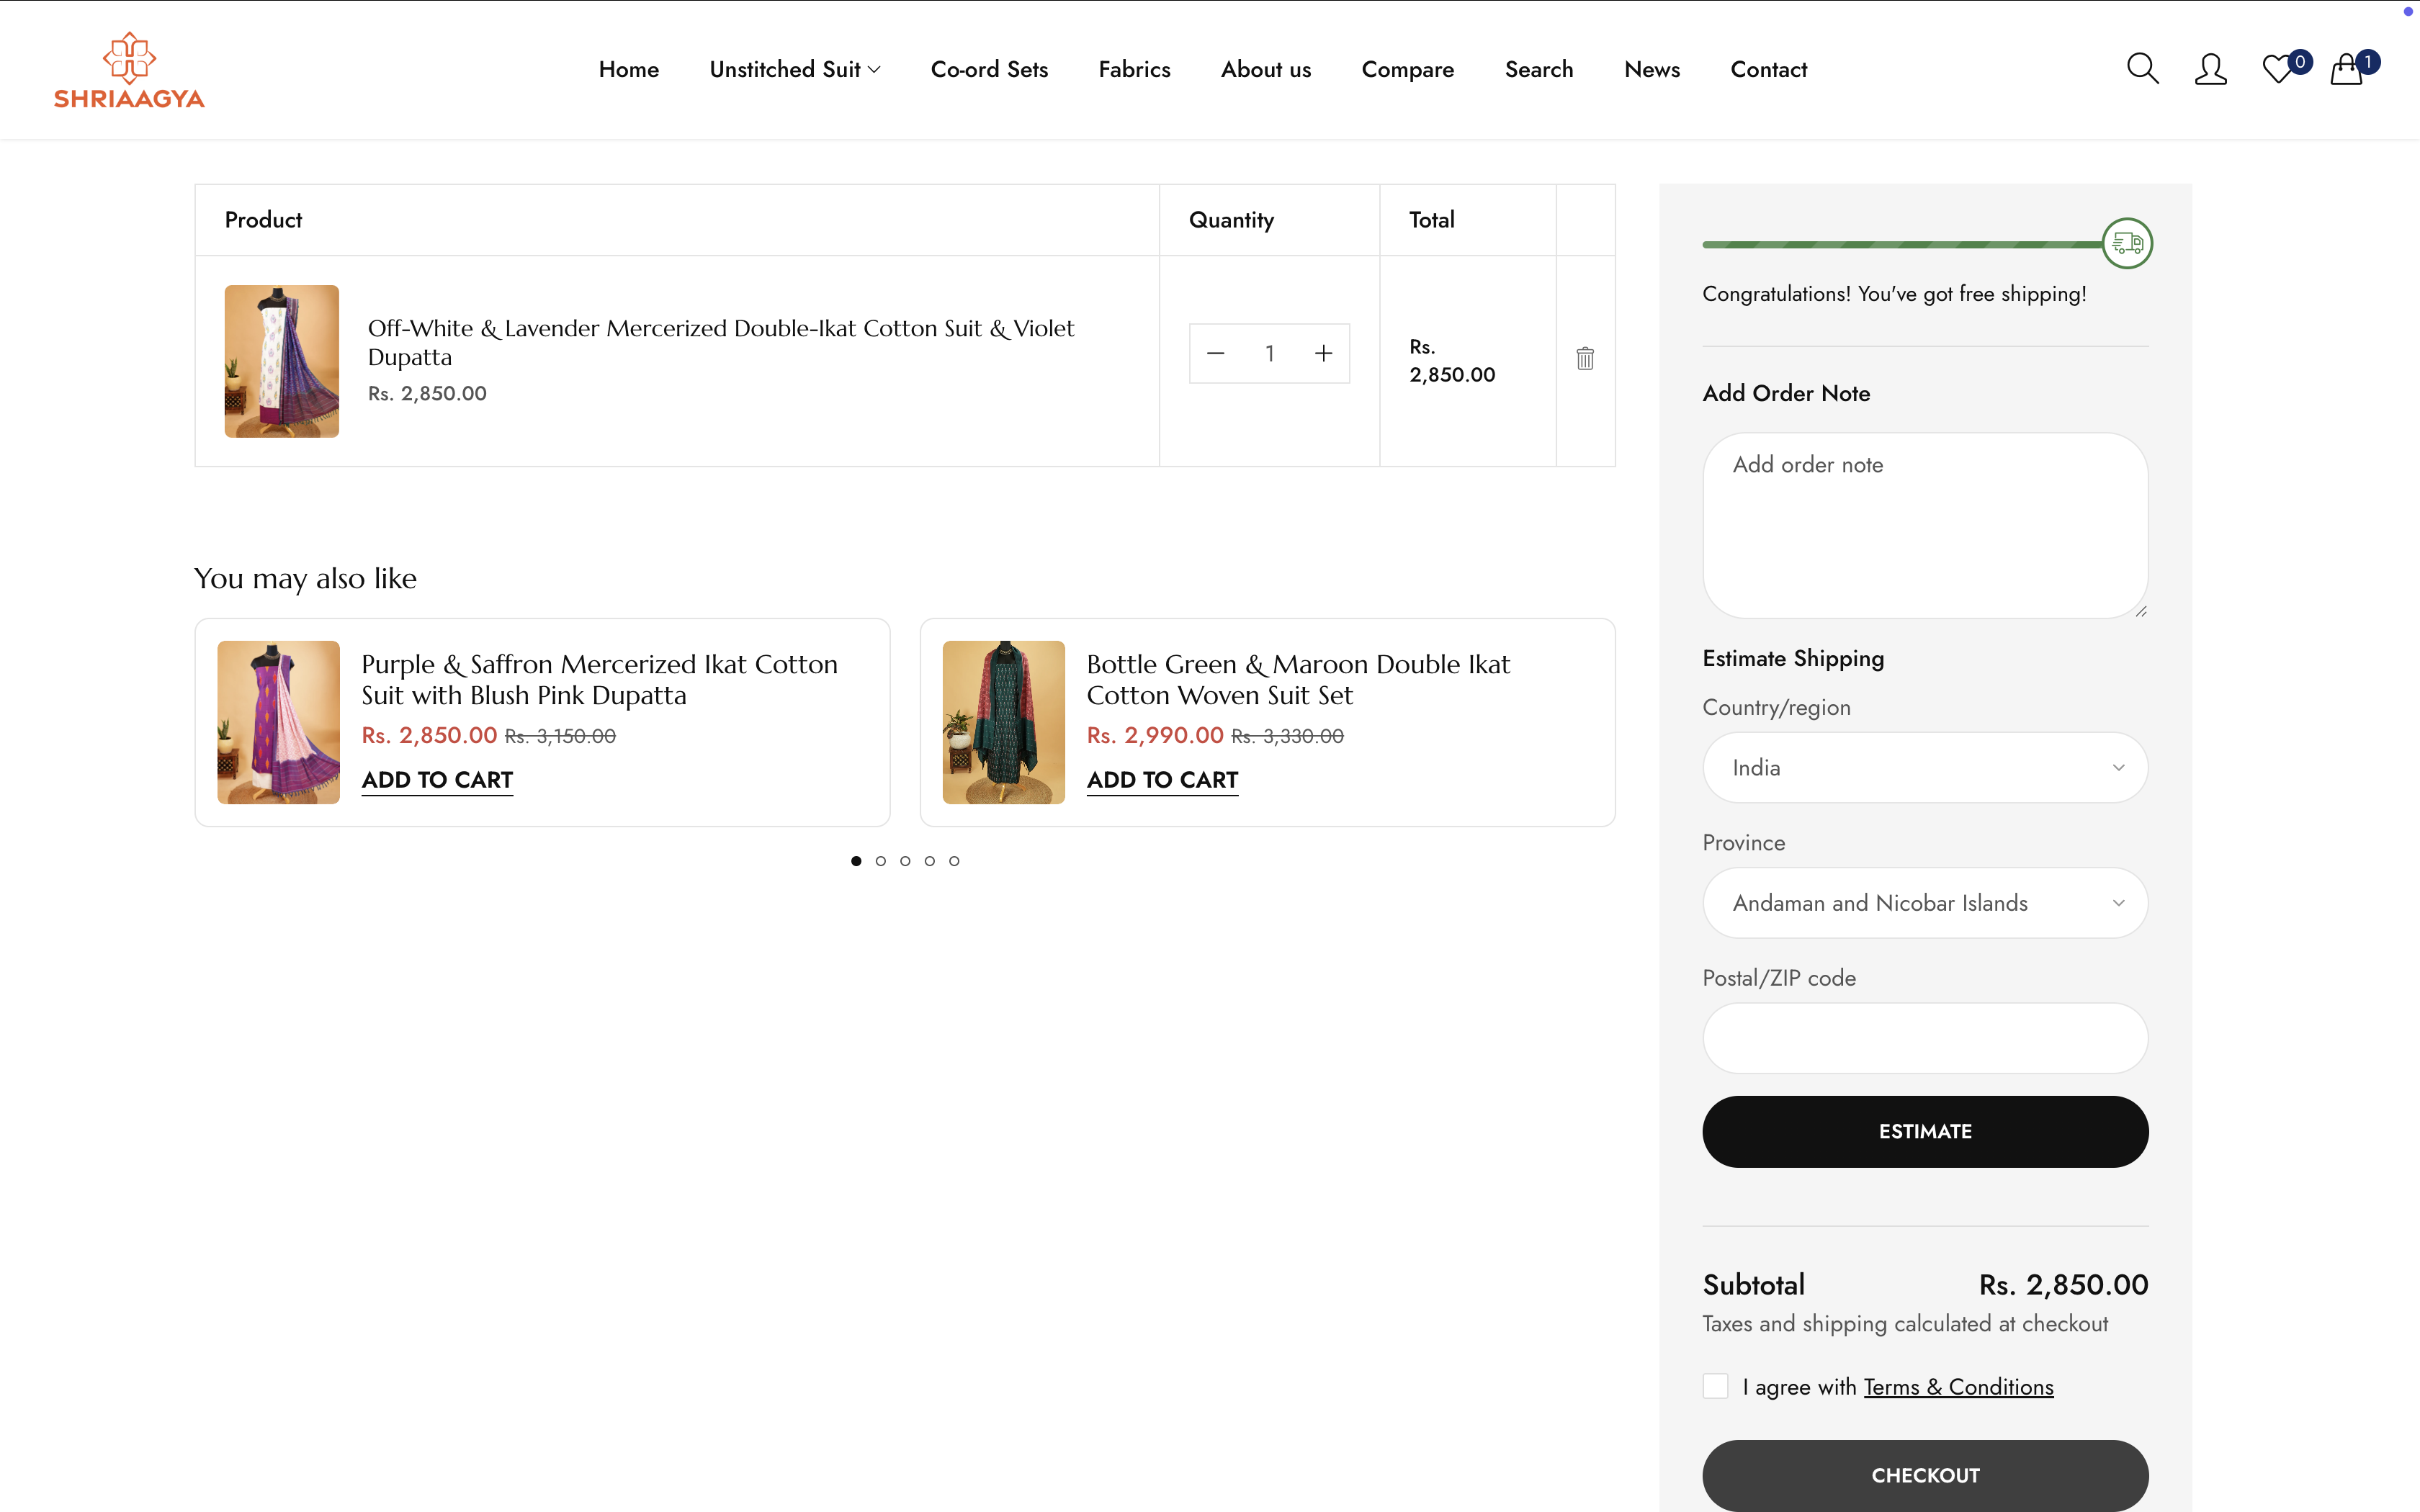 SHRIAAGYA
Home
Unstitched Suit
Co-ord Sets
Fabrics
About us
Compare
Search
News
Contact
0
1
Product
Quantity
Total
Off-White & Lavender Mercerized Double-Ikat Cotton Suit & Violet
Dupatta
Rs. 2,850.00
1
Rs.
2,850.00
You may also like
Purple & Saffron Mercerized Ikat Cotton
Suit with Blush Pink Dupatta
Rs. 2,850.00 Rs. 3,150.00
ADD TO CART
Bottle Green & Maroon Double Ikat
Cotton Woven Suit Set
Rs. 2,990.00 Rs. 3,330.00
ADD TO CART
Congratulations! You've got free shipping!
Add Order Note
Add order note
Estimate Shipping
Country/region
India
Province
Andaman and Nicobar Islands
Postal/ZIP code
ESTIMATE
Subtotal Rs. 2,850.00
Taxes and shipping calculated at checkout
I agree with Terms & Conditions
CHECKOUT